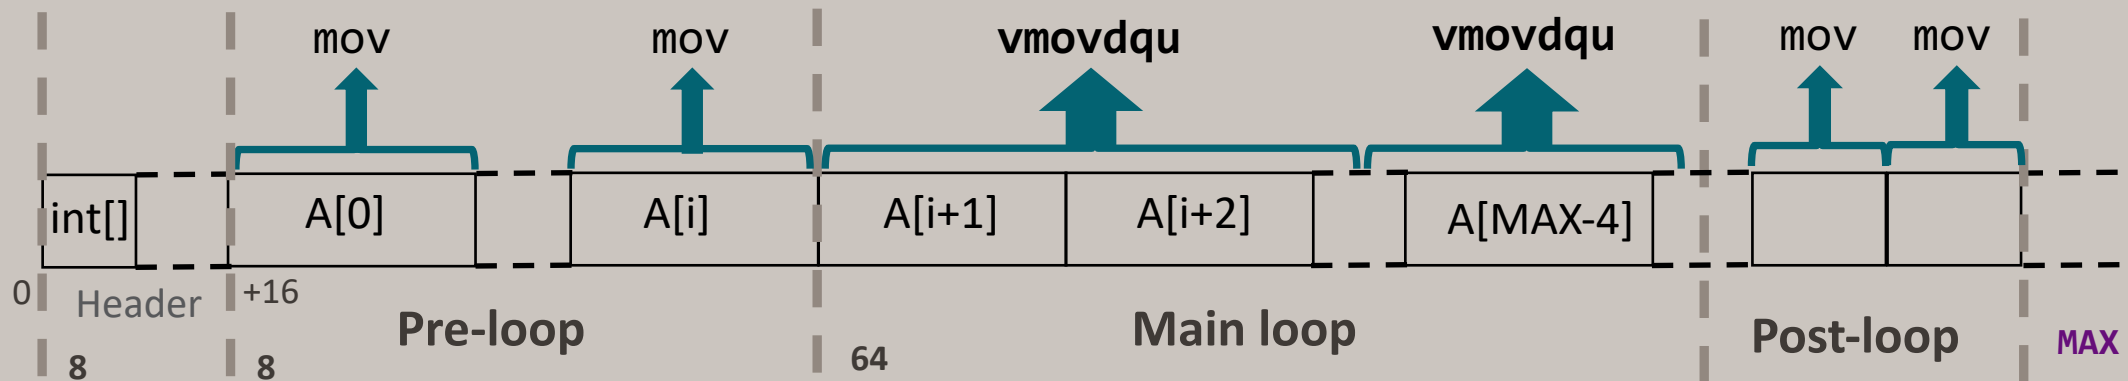 mov mov vmovdqu vmovdqu mov mov
int[] A[0] A[i] A[i+1] A[i+2] A[MAX-4]
0 Header +16
Pre-loop Main loop Post-loop MAX
8 8 64